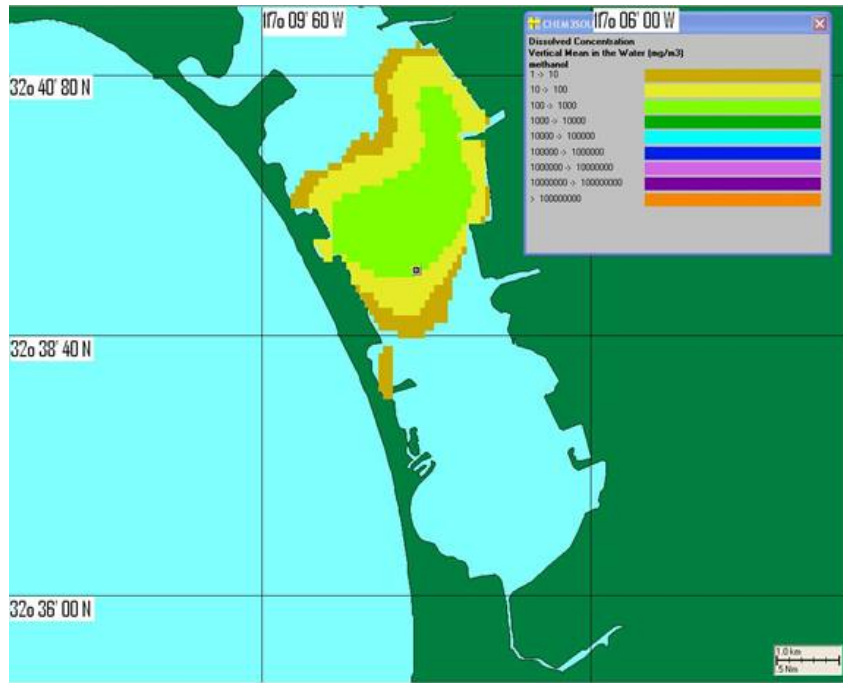 117o 09' 60 W
117o 06' 00 W
CHEM3SOU
Dissolved Concentration
Vertical Mean in the Water (mg/m3)
methanol
1 -> 10
10 -> 100
100 -> 1000
1000 -> 10000
10000 -> 100000
100000 -> 1000000
1000000 -> 10000000
10000000 -> 100000000
> 100000000
32o 40' 80 N
32o 38' 40 N
32o 36' 00 N
1.0 km
.5 Nm